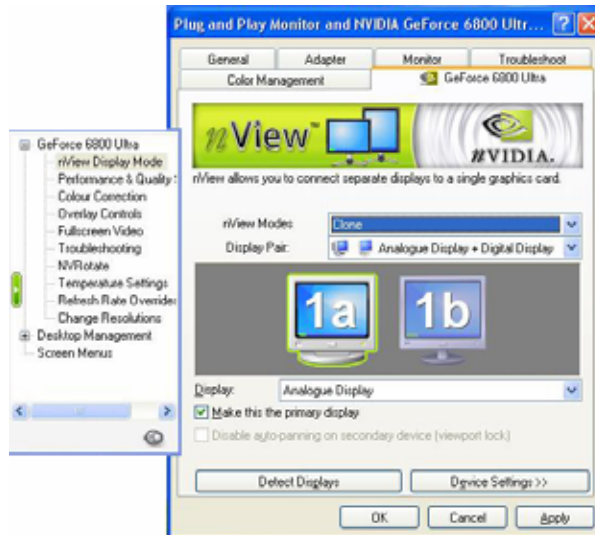 Plug and Play Monitor and NVIDIA GeForce 6800 Ultr...
General Adapter Monitor Troubleshoot
Color Management GeForce 6800 Ultra
GeForce 6800 Ultra
nView Display Mode
Performance & Quality S
Colour Correction
Overlay Controls
Fullscreen Video
Troubleshooting
NVRotate
Temperature Settings
Refresh Rate Overrides
Change Resolutions
Desktop Management
Screen Menus
nView™
NVIDIA.
nView allows you to connect separate displays to a single graphics card.
nView Modes Clone
Display Pair: Analogue Display + Digital Display
1a 1b
Display: Analogue Display
Make this the primary display
Disable auto-panning on secondary device (viewport lock)
Detect Displays Device Settings >>
OK Cancel Apply